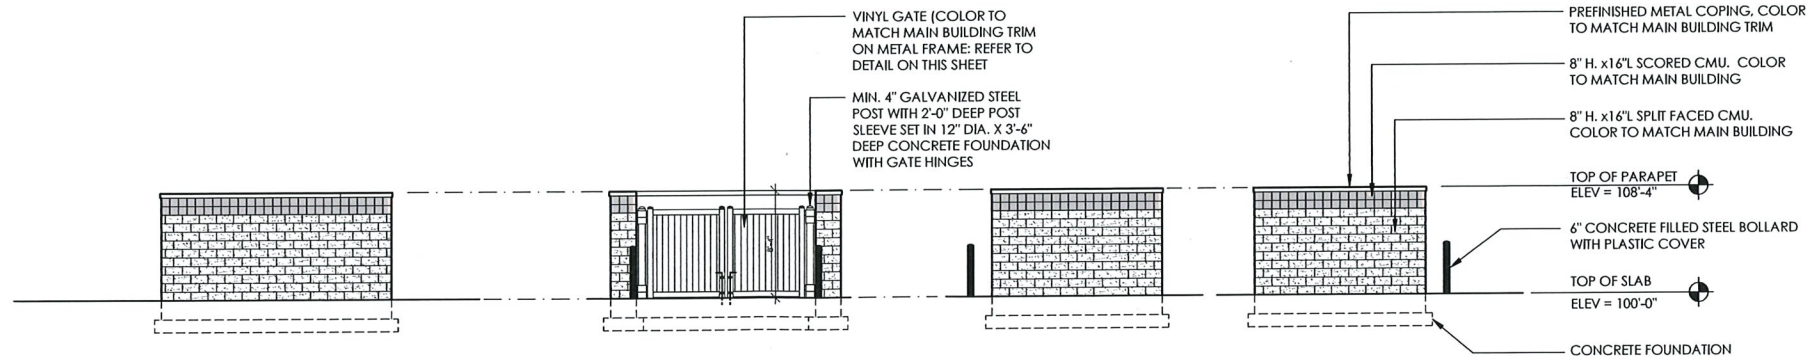 VINYL GATE (COLOR TO
MATCH MAIN BUILDING TRIM
ON METAL FRAME: REFER TO
DETAIL ON THIS SHEET
MIN. 4" GALVANIZED STEEL
POST WITH 2'-0" DEEP POST
SLEEVE SET IN 12" DIA. X 3'-6"
DEEP CONCRETE FOUNDATION
WITH GATE HINGES
8'-4"
PREFINISHED METAL COPING, COLOR
TO MATCH MAIN BUILDING TRIM
8" H. x16"L SCORED CMU. COLOR
TO MATCH MAIN BUILDING
8" H. x16"L SPLIT FACED CMU.
COLOR TO MATCH MAIN BUILDING
TOP OF PARAPET
ELEV = 108'-4"
6" CONCRETE FILLED STEEL BOLLARD
WITH PLASTIC COVER
TOP OF SLAB
ELEV = 100'-0"
CONCRETE FOUNDATION